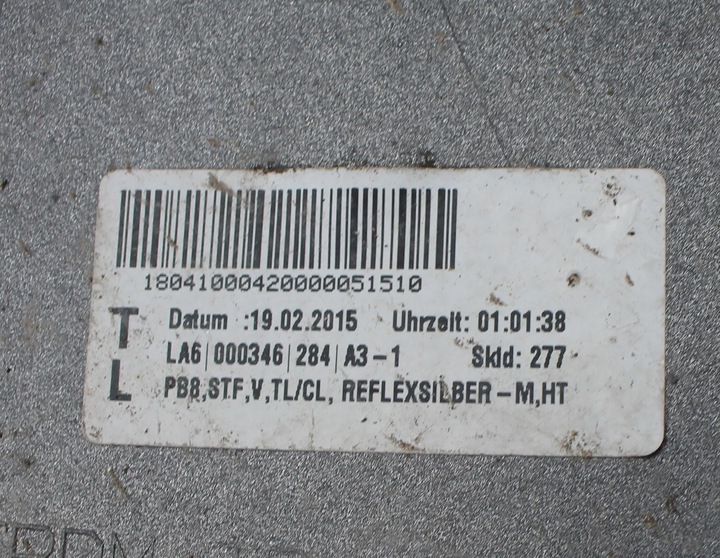 18041000420000051510
T
L
Datum :19.02.2015 Uhrzeit: 01:01:38
LA6|000346|284|A3-1 SkId: 277
PB8,STF,V,TL/CL, REFLEXSILBER-M,HT